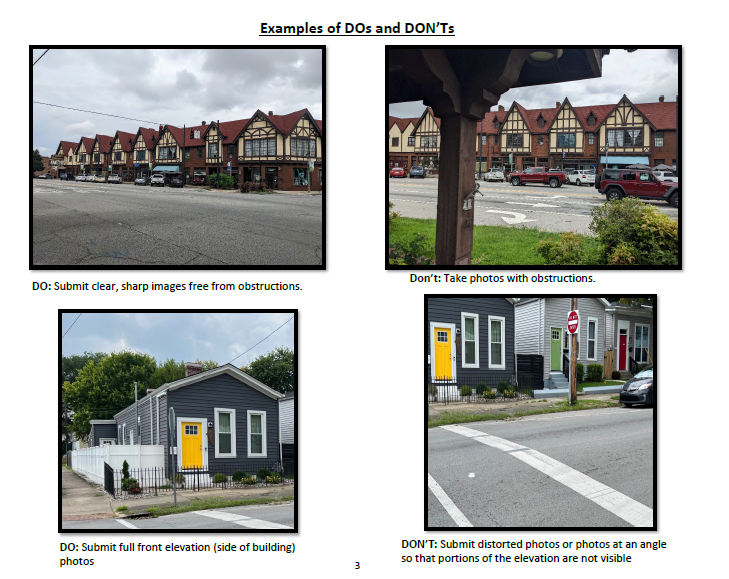 Examples of DOs and DON'Ts
DO: Submit clear, sharp images free from obstructions.
Don't: Take photos with obstructions.
DO: Submit full front elevation (side of building)
photos
DON'T: Submit distorted photos or photos at an angle
so that portions of the elevation are not visible
3